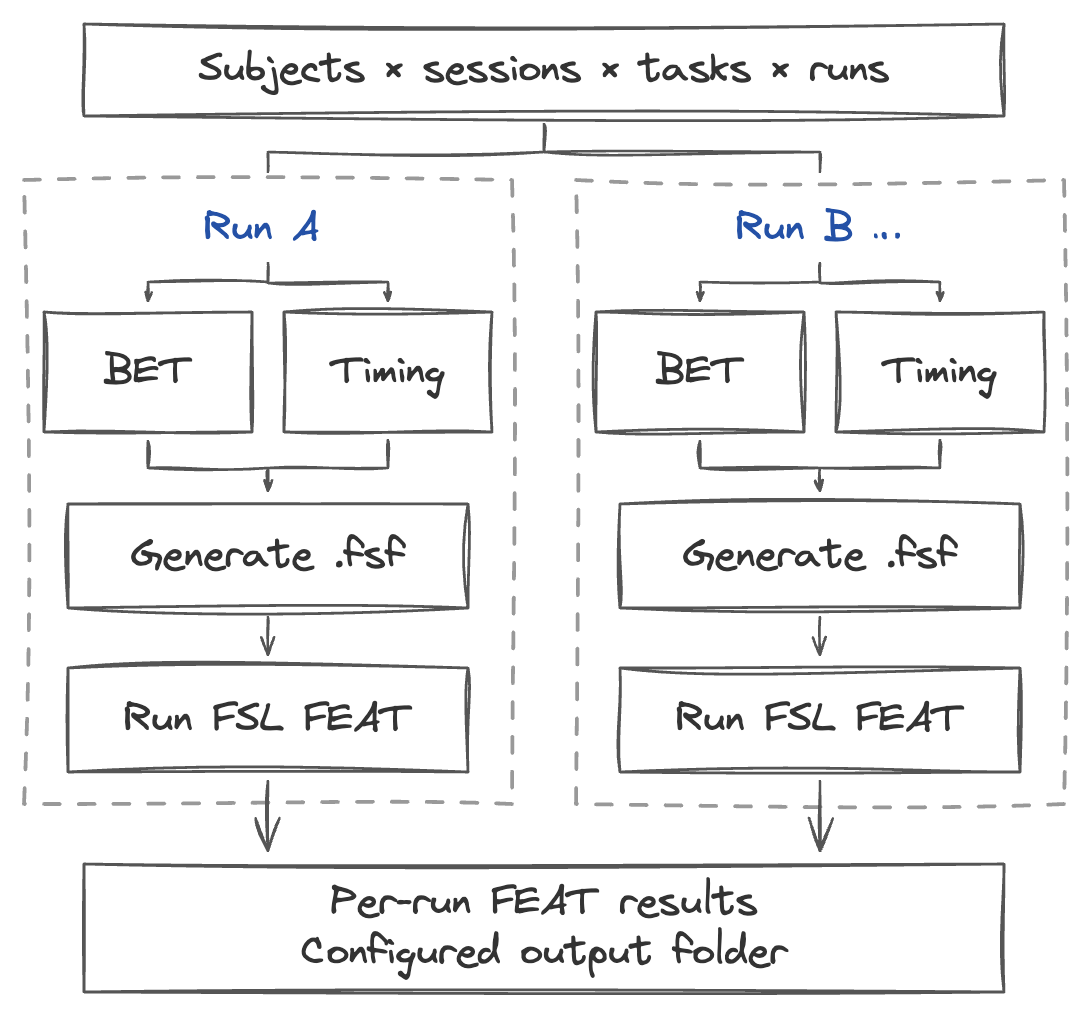 Subjects × sessions × tasks × runs
Run A
Run B ...
BET
Timing
BET
Timing
Generate .fsf
Generate .fsf
Run FSL FEAT
Run FSL FEAT
Per-run FEAT results
Configured output folder